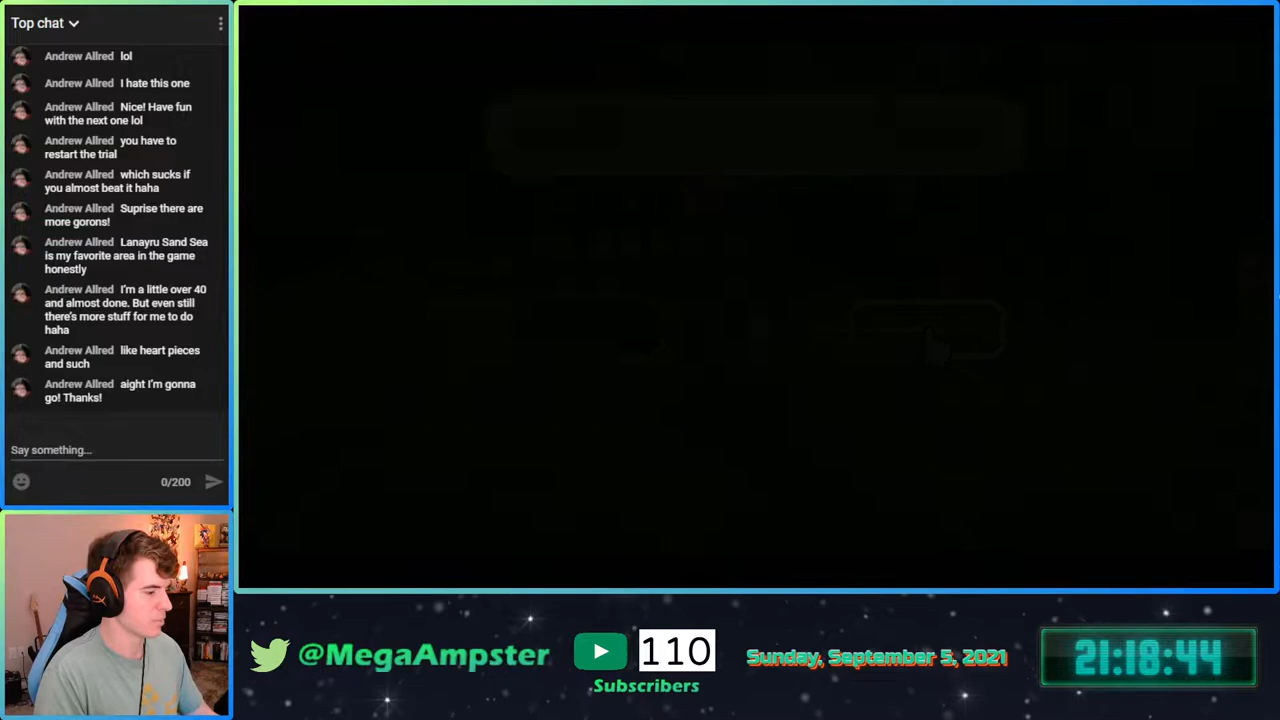 Top chat
Andrew Allred lol
Andrew Allred I hate this one
Andrew Allred Nice! Have fun
with the next one lol
Andrew Allred you have to
restart the trial
Andrew Allred which sucks if
you almost beat it haha
Andrew Allred Suprise there are
more gorons!
Andrew Allred Lanayru Sand Sea
is my favorite area in the game
honestly
Andrew Allred I'm a little over 40
and almost done. But even still
there's more stuff for me to do
haha
Andrew Allred like heart pieces
and such
Andrew Allred aight I'm gonna
go! Thanks!
Say something...
0/200
@MegaAmpster
110
Subscribers
Sunday, September 5, 2021
21:18:44